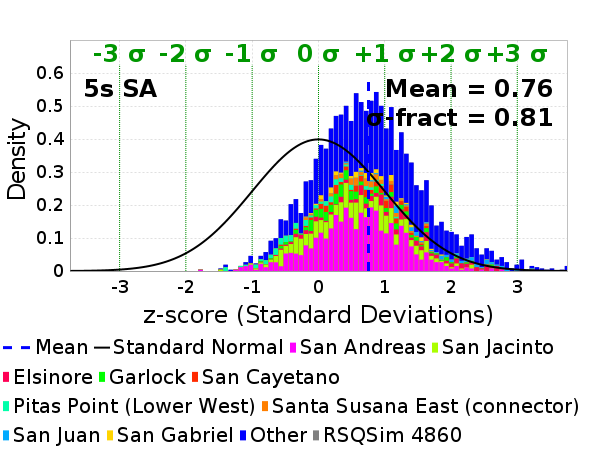 -3 σ -2 σ -1 σ 0 σ +1 σ +2 σ +3 σ
5s SA
Mean = 0.76
σ-fract = 0.81
Density
0.6
0.5
0.4
0.3
0.2
0.1
0
-3 -2 -1 0 1 2 3
z-score (Standard Deviations)
Mean Standard Normal San Andreas San Jacinto
Elsinore Garlock San Cayetano
Pitas Point (Lower West) Santa Susana East (connector)
San Juan San Gabriel Other RSQSim 4860